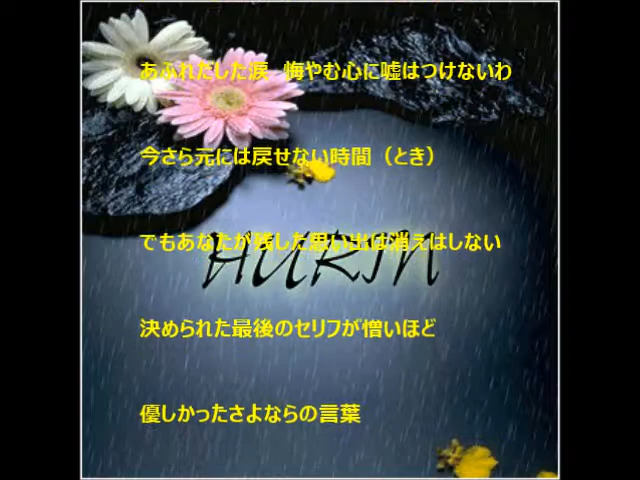 あふれだした涙　悔やむ心に嘘はつけないわ
今さら元には戻せない時間（とき）
でもあなたが残した思い出は消えはしない
HURIN
決められた最後のセリフが憎いほど
優しかったさよならの言葉